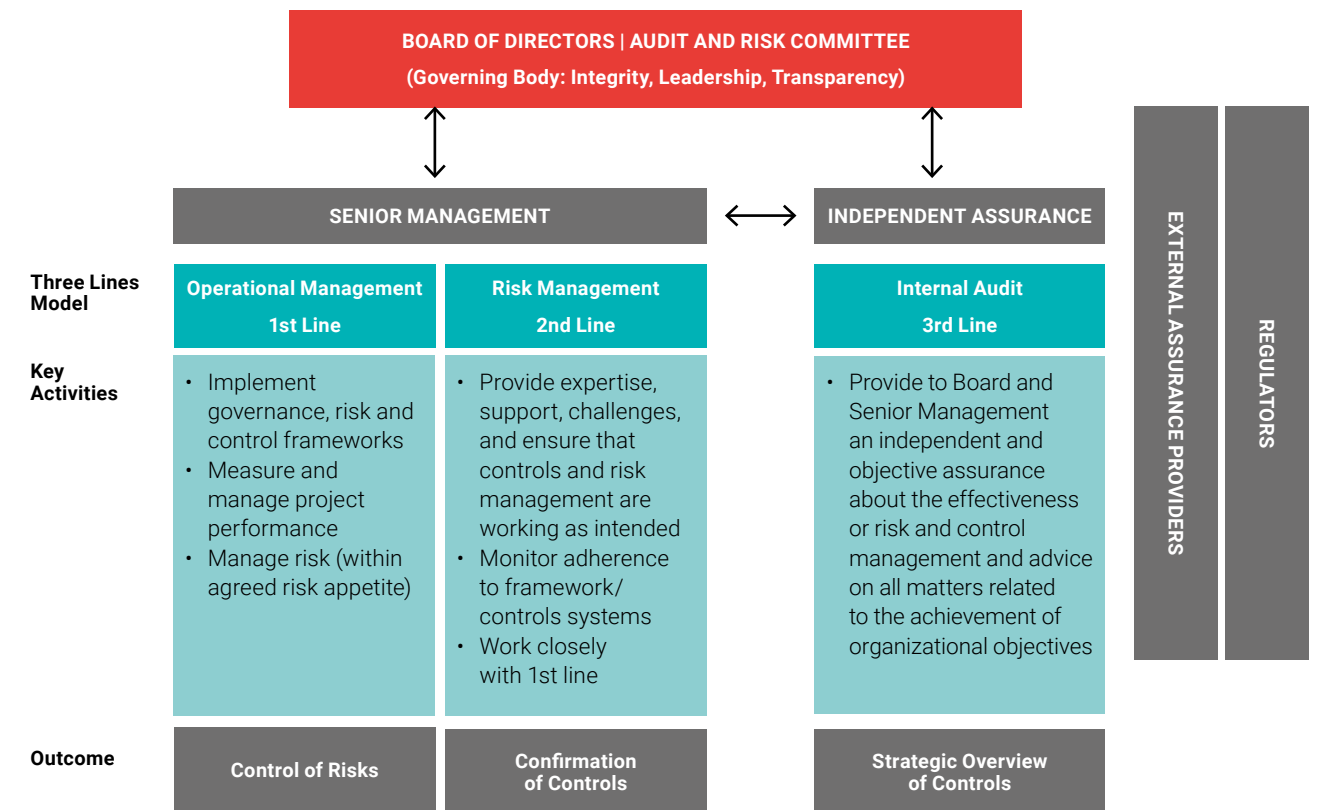 BOARD OF DIRECTORS | AUDIT AND RISK COMMITTEE
(Governing Body: Integrity, Leadership, Transparency)
SENIOR MANAGEMENT
INDEPENDENT ASSURANCE
Three Lines
Model
Operational Management
1st Line
Risk Management
2nd Line
Internal Audit
3rd Line
Key
Activities
• Implement
governance, risk and
control frameworks
• Measure and
manage project
performance
• Manage risk (within
agreed risk appetite)
• Provide expertise,
support, challenges,
and ensure that
controls and risk
management are
working as intended
• Monitor adherence
to framework/
controls systems
• Work closely
with 1st line
• Provide to Board and
Senior Management
an independent and
objective assurance
about the effectiveness
or risk and control
management and advice
on all matters related
to the achievement of
organizational objectives
Outcome
Control of Risks
Confirmation
of Controls
Strategic Overview
of Controls
EXTERNAL ASSURANCE PROVIDERS
REGULATORS